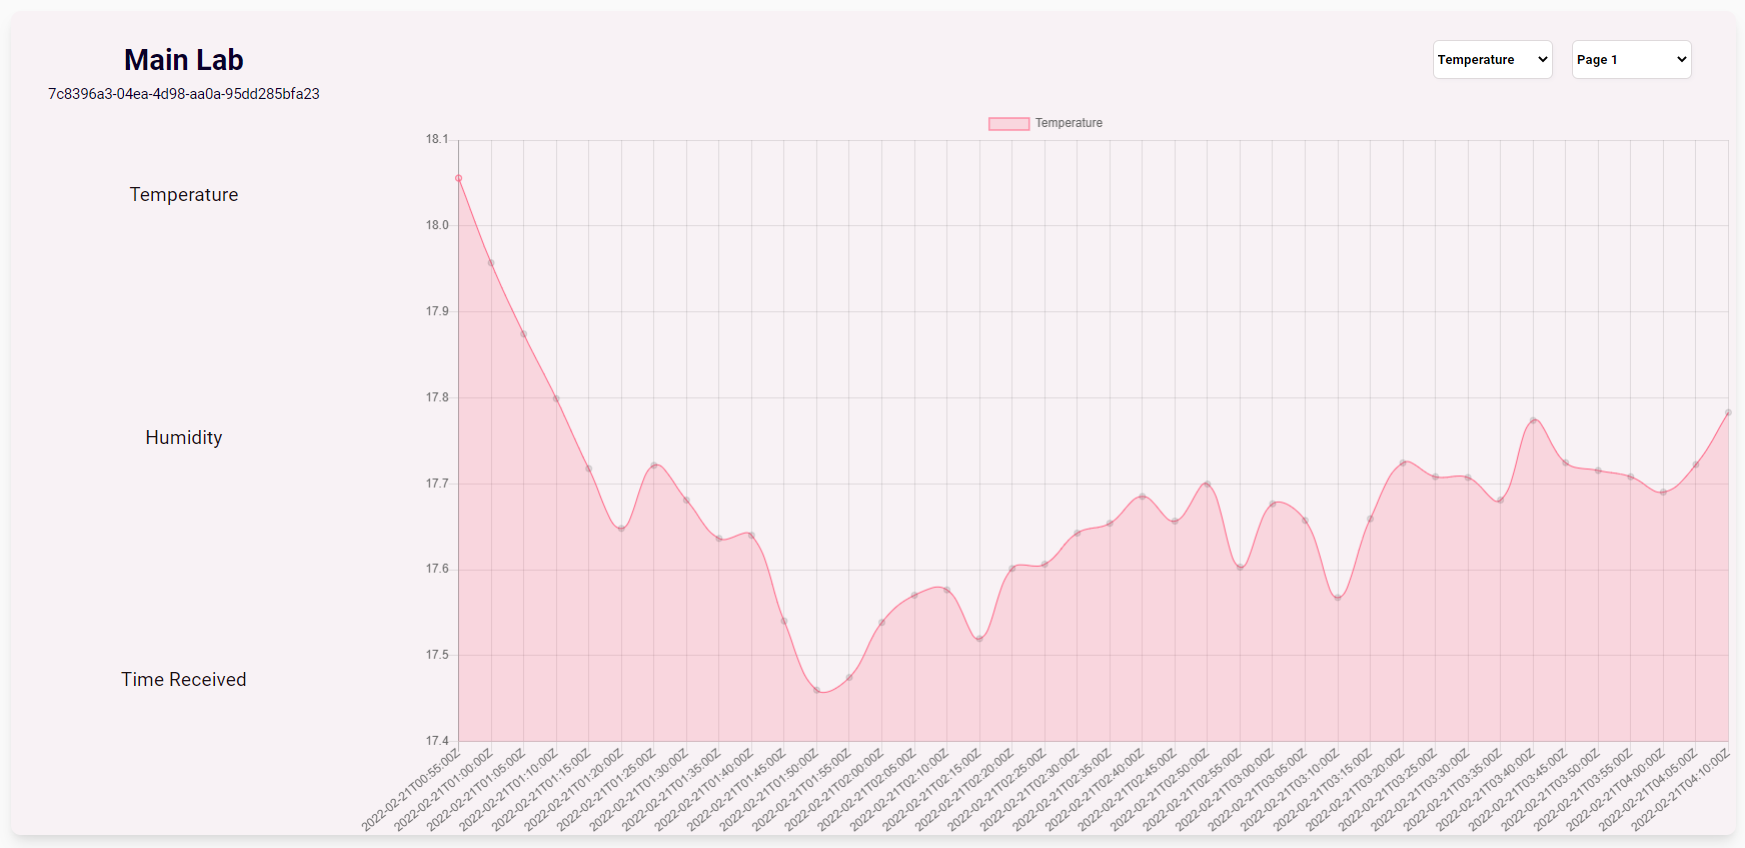 Main Lab
7c8396a3-04ea-4d98-aa0a-95dd285bfa23
Temperature
Page 1
Temperature
Humidity
Time Received
Temperature
18.1
18.0
17.9
17.8
17.7
17.6
17.5
17.4
2022-02-21T00:55:00Z
2022-02-21T01:00:00Z
2022-02-21T01:05:00Z
2022-02-21T01:10:00Z
2022-02-21T01:15:00Z
2022-02-21T01:20:00Z
2022-02-21T01:25:00Z
2022-02-21T01:30:00Z
2022-02-21T01:35:00Z
2022-02-21T01:40:00Z
2022-02-21T01:45:00Z
2022-02-21T01:50:00Z
2022-02-21T01:55:00Z
2022-02-21T02:00:00Z
2022-02-21T02:05:00Z
2022-02-21T02:10:00Z
2022-02-21T02:15:00Z
2022-02-21T02:20:00Z
2022-02-21T02:25:00Z
2022-02-21T02:30:00Z
2022-02-21T02:35:00Z
2022-02-21T02:40:00Z
2022-02-21T02:45:00Z
2022-02-21T02:50:00Z
2022-02-21T02:55:00Z
2022-02-21T03:00:00Z
2022-02-21T03:05:00Z
2022-02-21T03:10:00Z
2022-02-21T03:15:00Z
2022-02-21T03:20:00Z
2022-02-21T03:25:00Z
2022-02-21T03:30:00Z
2022-02-21T03:35:00Z
2022-02-21T03:40:00Z
2022-02-21T03:45:00Z
2022-02-21T03:50:00Z
2022-02-21T03:55:00Z
2022-02-21T04:00:00Z
2022-02-21T04:05:00Z
2022-02-21T04:10:00Z